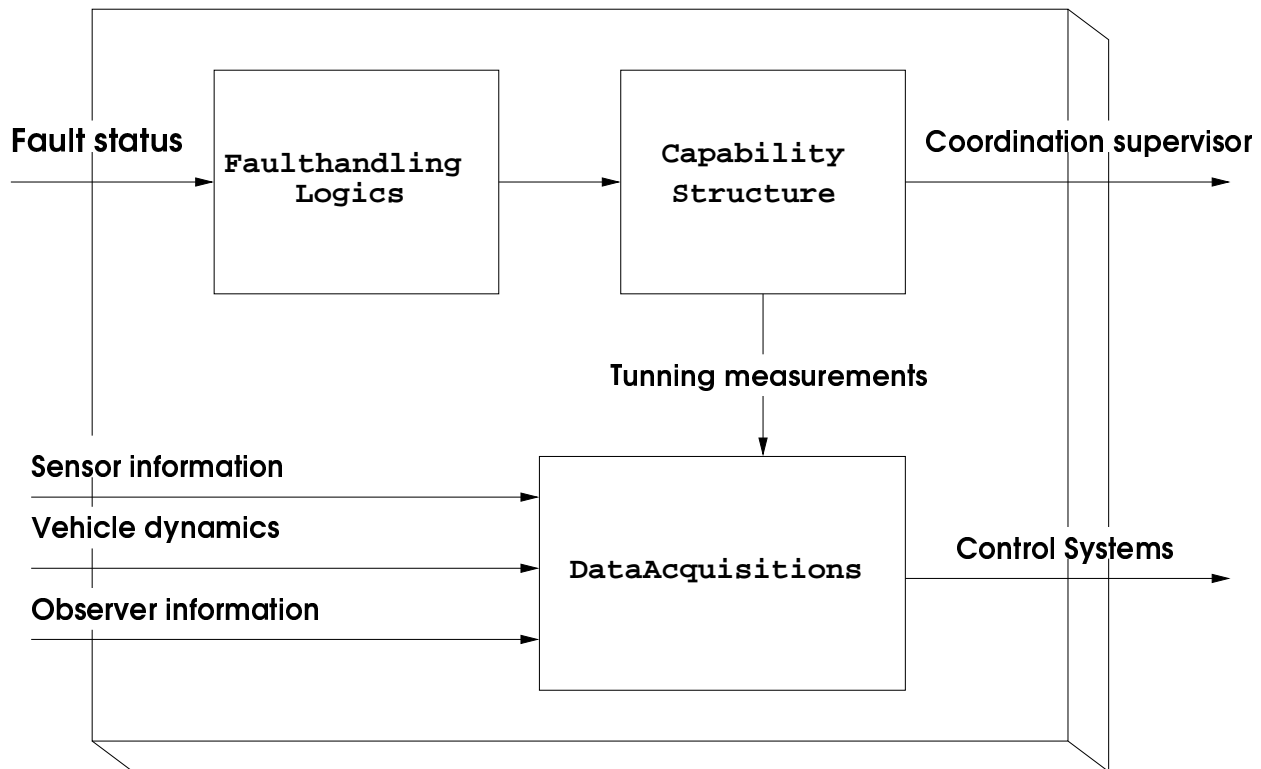 Fault status
Faulthandling
Logics
Capability
Structure
Coordination supervisor
Tunning measurements
Sensor information
Vehicle dynamics
Observer information
DataAcquisitions
Control Systems